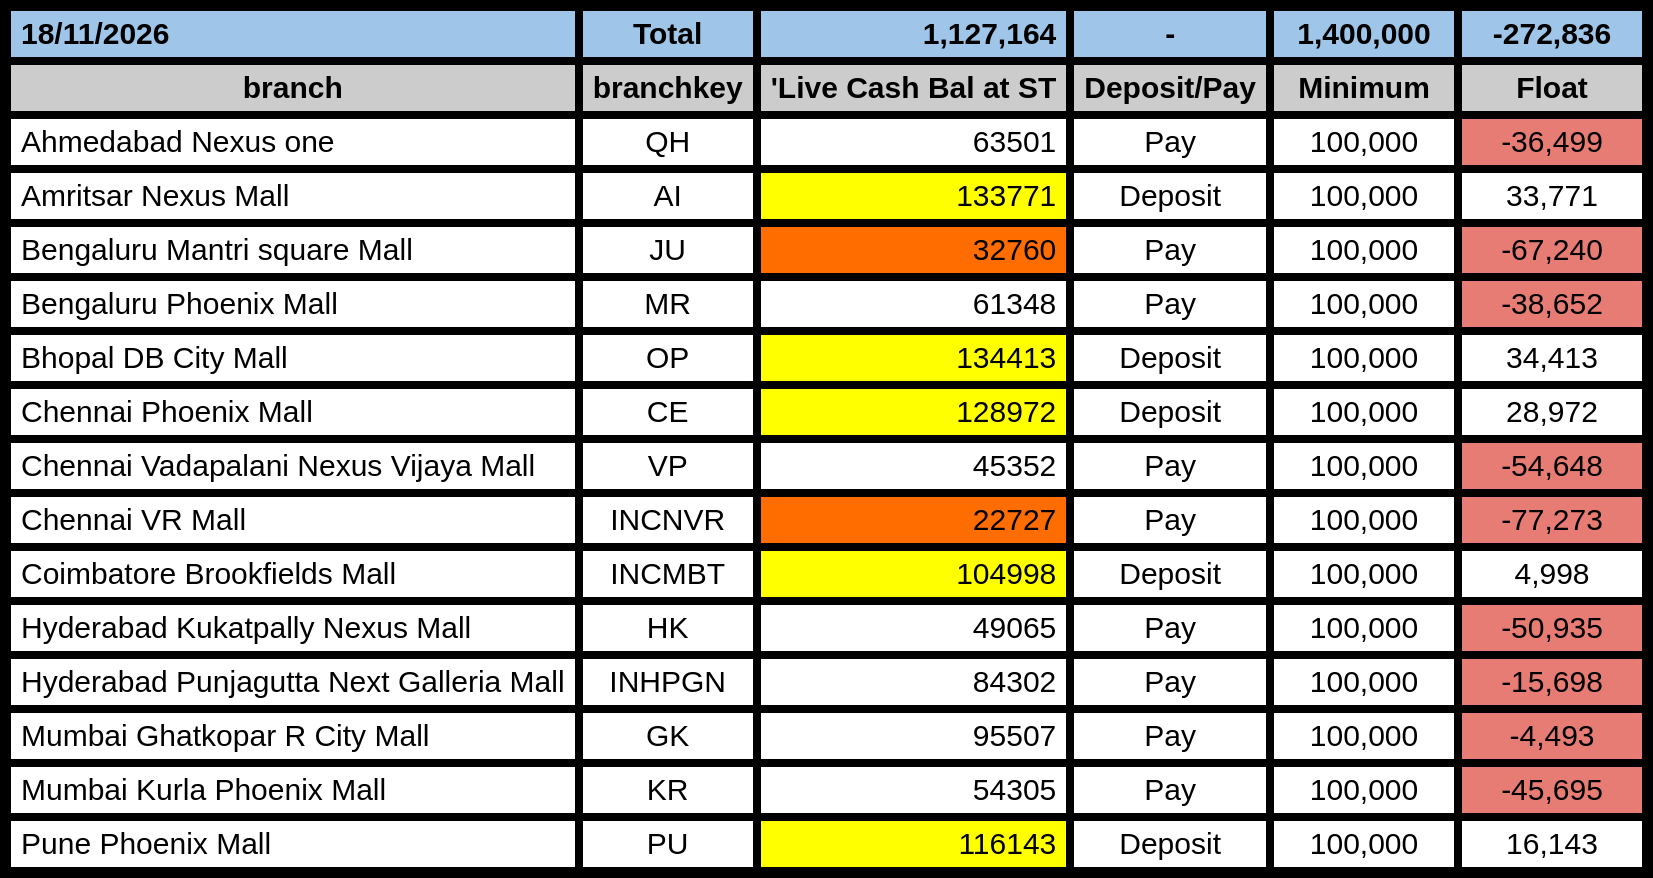 18/11/2026 Total 1,127,164 - 1,400,000 -272,836
branch branchkey 'Live Cash Bal at ST Deposit/Pay Minimum Float
Ahmedabad Nexus one QH 63501 Pay 100,000 -36,499
Amritsar Nexus Mall AI 133771 Deposit 100,000 33,771
Bengaluru Mantri square Mall JU 32760 Pay 100,000 -67,240
Bengaluru Phoenix Mall MR 61348 Pay 100,000 -38,652
Bhopal DB City Mall OP 134413 Deposit 100,000 34,413
Chennai Phoenix Mall CE 128972 Deposit 100,000 28,972
Chennai Vadapalani Nexus Vijaya Mall VP 45352 Pay 100,000 -54,648
Chennai VR Mall INCNVR 22727 Pay 100,000 -77,273
Coimbatore Brookfields Mall INCMBT 104998 Deposit 100,000 4,998
Hyderabad Kukatpally Nexus Mall HK 49065 Pay 100,000 -50,935
Hyderabad Punjagutta Next Galleria Mall INHPGN 84302 Pay 100,000 -15,698
Mumbai Ghatkopar R City Mall GK 95507 Pay 100,000 -4,493
Mumbai Kurla Phoenix Mall KR 54305 Pay 100,000 -45,695
Pune Phoenix Mall PU 116143 Deposit 100,000 16,143